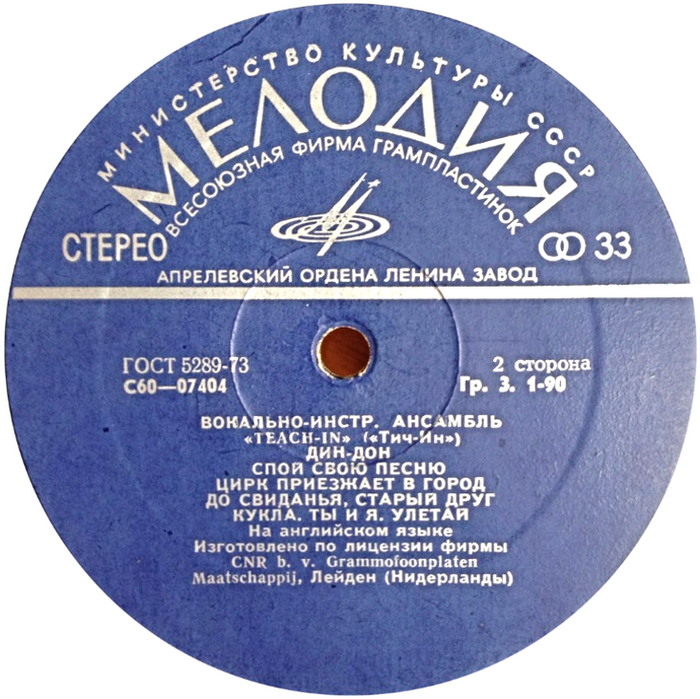 МИНИСТЕРСТВО КУЛЬТУРЫ СССР
МЕЛОДИЯ
ВСЕСОЮЗНАЯ ФИРМА ГРАМПЛАСТИНОК
СТЕРЕО
33
АПРЕЛЕВСКИЙ ОРДЕНА ЛЕНИНА ЗАВОД
ГОСТ 5289-73
2 сторона
С60—07404
Гр. 3. 1-90
ВОКАЛЬНО-ИНСТР. АНСАМБЛЬ
«TEACH-IN» («Тич-Ин»)
ДИН-ДОН
СПОЙ СВОЮ ПЕСНЮ
ЦИРК ПРИЕЗЖАЕТ В ГОРОД
ДО СВИДАНЬЯ, СТАРЫЙ ДРУГ
КУКЛА. ТЫ И Я. УЛЕТАЙ
На английском языке
Изготовлено по лицензии фирмы
CNR b. v. Grammofoonplaten
Maatschappij, Лейден (Нидерланды)